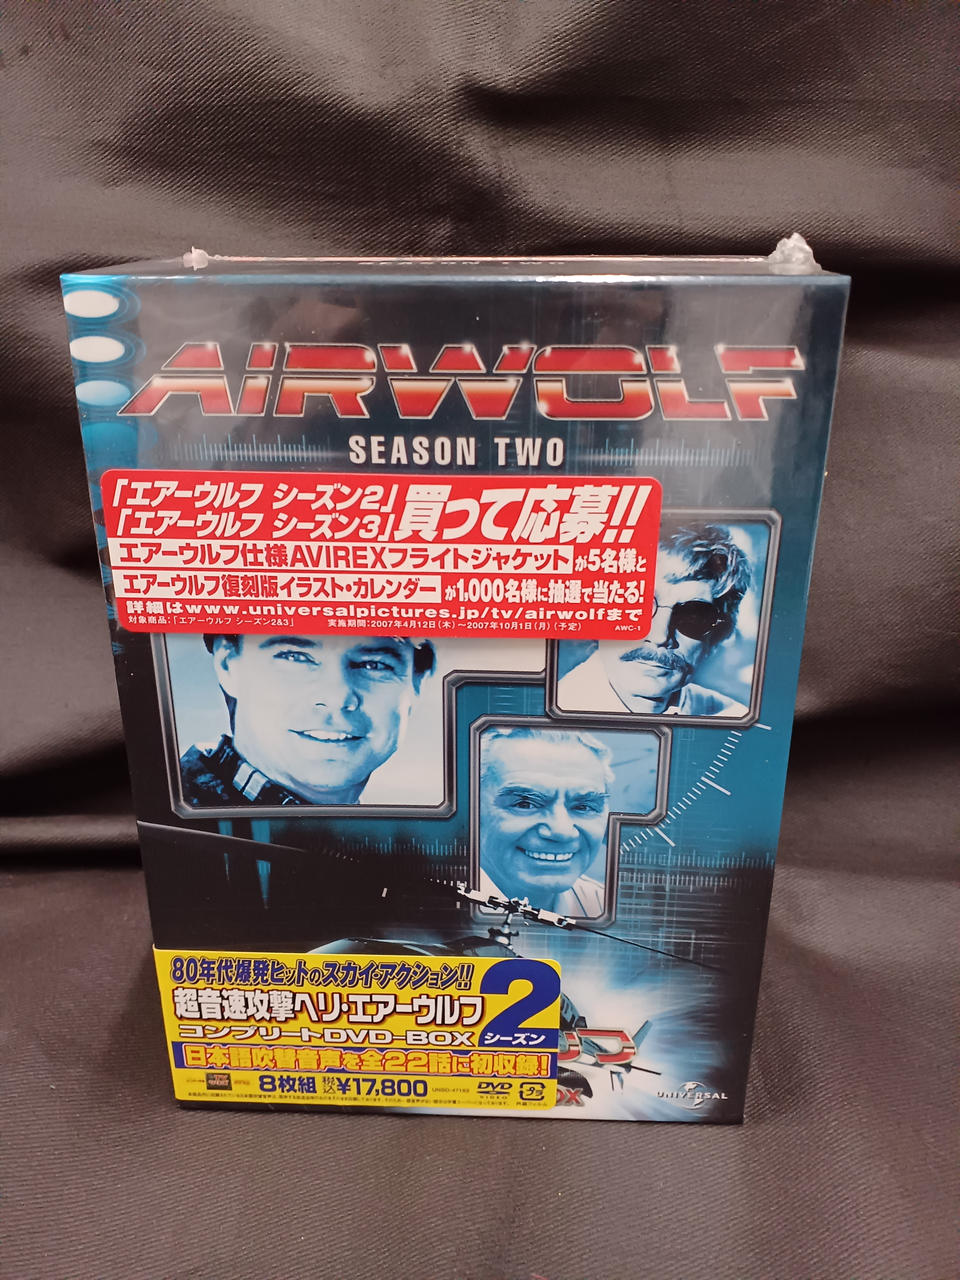 SEASON TWO
AIRWOLF
SEASON TWO
「エアーウルフ シーズン2」
「エアーウルフ シーズン3」買って応募!!
エアーウルフ仕様AVIREXフライトジャケットが5名様と
エアーウルフ復刻版イラスト・カレンダーが1,000名様に抽選で当たる!
詳細はwww.universalpictures.jp/tv/airwolfまで
対象商品:「エアーウルフ シーズン2&3」 実施期間:2007年4月12日(木)~2007年10月1日(月)(予定) AWC-1
80年代爆発ヒットのスカイ・アクション!!
超音速攻撃ヘリ・エアーウルフ
コンプリートDVD-BOX
2
シーズン
日本語吹替音声を全22話に初収録!
8枚組 税込¥17,800
DVD
VIDEO
プラ
UNIVERSAL